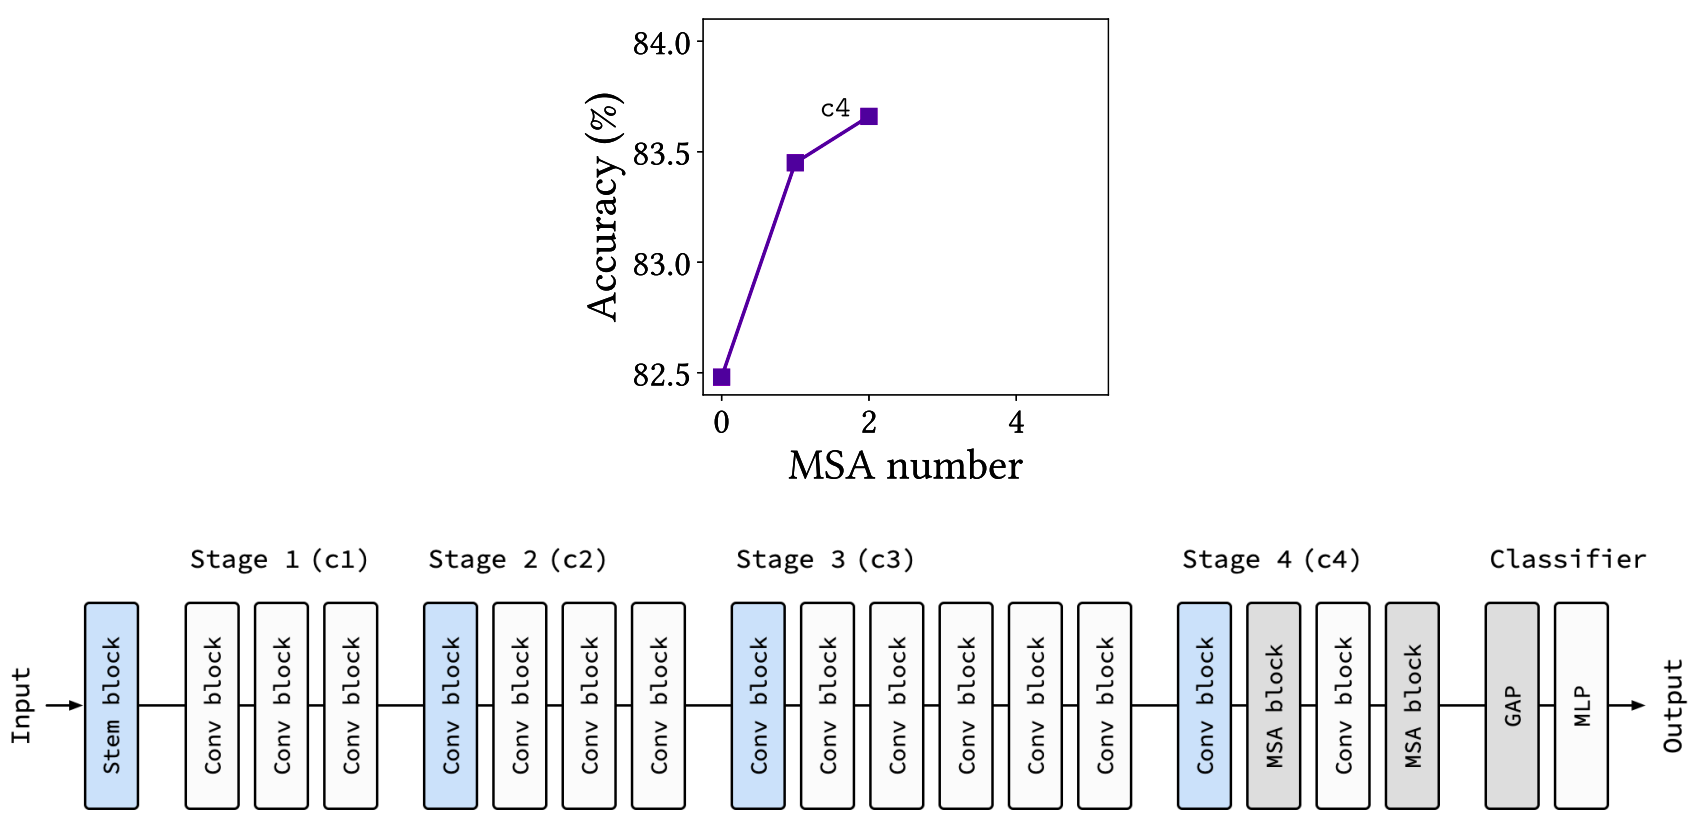 84.0
83.5
83.0
82.5
Accuracy (%)
c4
0 2 4
MSA number
Stage 1 (c1) Stage 2 (c2) Stage 3 (c3) Stage 4 (c4) Classifier
Input
Stem block
Conv block
Conv block
Conv block
Conv block
Conv block
Conv block
Conv block
Conv block
Conv block
Conv block
Conv block
Conv block
Conv block
Conv block
MSA block
Conv block
MSA block
GAP
MLP
Output